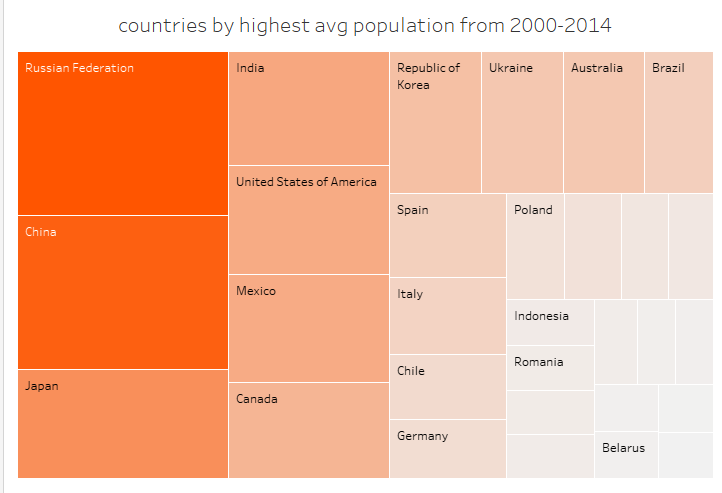 countries by highest avg population from 2000-2014
Russian Federation
China
Japan
India
United States of America
Mexico
Canada
Republic of
Korea
Ukraine
Australia
Brazil
Spain
Italy
Chile
Germany
Poland
Indonesia
Romania
Belarus